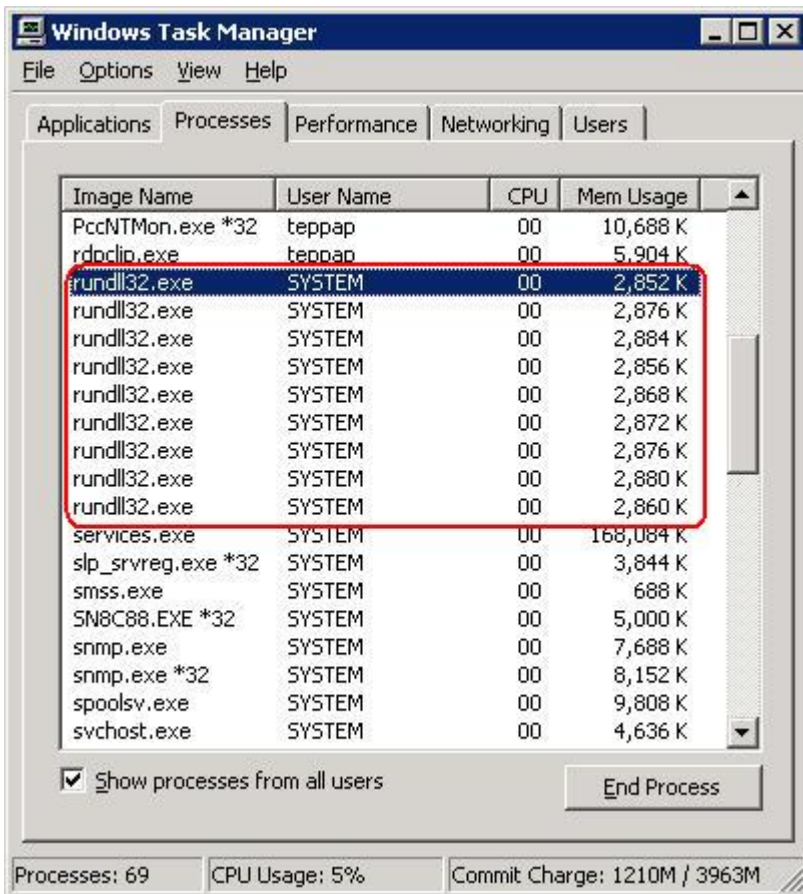 Windows Task Manager
File Options View Help
Applications Processes Performance Networking Users
Image Name User Name CPU Mem Usage
PccNTMon.exe *32 teppap 00 10,688 K
rdpclip.exe teppap 00 5,904 K
rundll32.exe SYSTEM 00 2,852 K
rundll32.exe SYSTEM 00 2,876 K
rundll32.exe SYSTEM 00 2,884 K
rundll32.exe SYSTEM 00 2,856 K
rundll32.exe SYSTEM 00 2,868 K
rundll32.exe SYSTEM 00 2,872 K
rundll32.exe SYSTEM 00 2,876 K
rundll32.exe SYSTEM 00 2,880 K
rundll32.exe SYSTEM 00 2,860 K
services.exe SYSTEM 00 168,084 K
slp_srvreg.exe *32 SYSTEM 00 3,844 K
smss.exe SYSTEM 00 688 K
SN8C88.EXE *32 SYSTEM 00 5,000 K
snmp.exe SYSTEM 00 7,688 K
snmp.exe *32 SYSTEM 00 8,152 K
spoolsv.exe SYSTEM 00 9,808 K
svchost.exe SYSTEM 00 4,636 K
Show processes from all users End Process
Processes: 69 CPU Usage: 5% Commit Charge: 1210M / 3963M